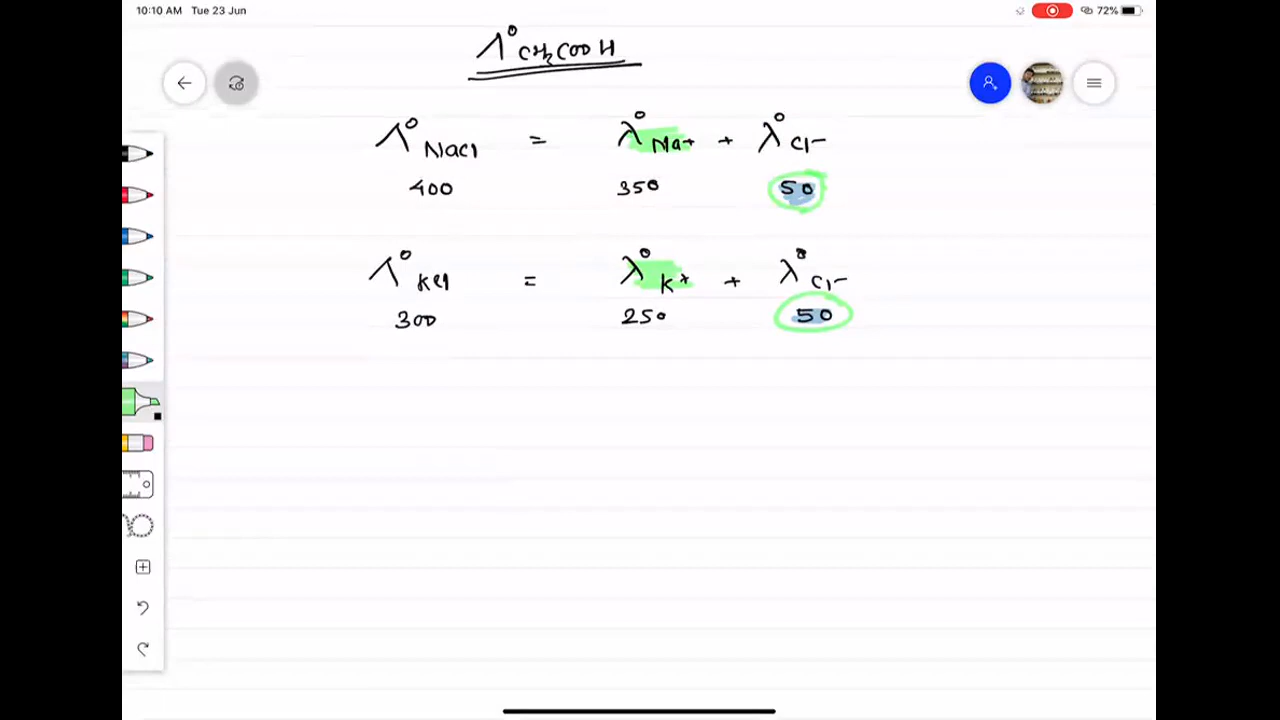 10:10 AM Tue 23 Jun 72%
Λ° CH3COOH
Λ° NaCl = λ° Na+ + λ° Cl-
400 350 50
Λ° KCl = λ° K+ + λ° Cl-
300 250 50